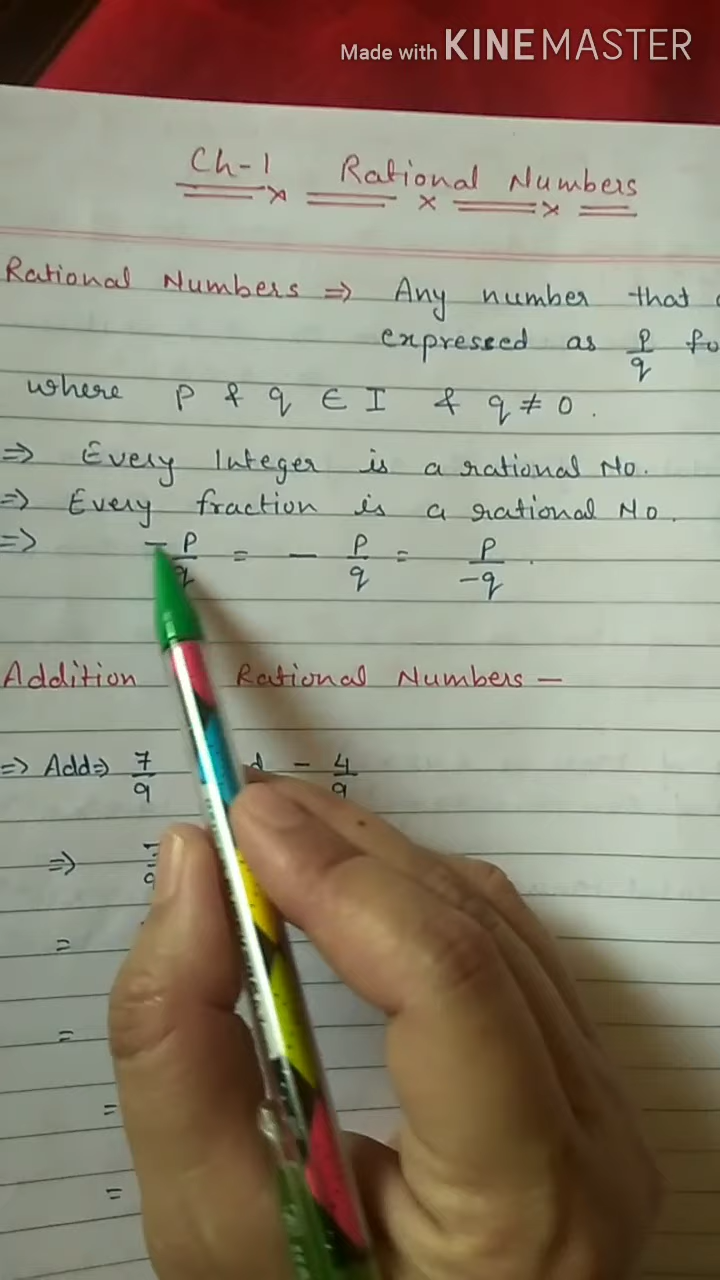 Made with KINEMASTER
Ch-1 Rational Numbers
Rational Numbers ⇒ Any number that
expressed as p/q
where p & q ∈ I & q ≠ 0.
⇒ Every Integer is a rational No.
⇒ Every fraction is a rational No.
⇒ -p/q = - p/q = p/-q.
Addition Rational Numbers —
⇒ Add ⇒ 7/9 - 4/9
⇒
=
=
=
=